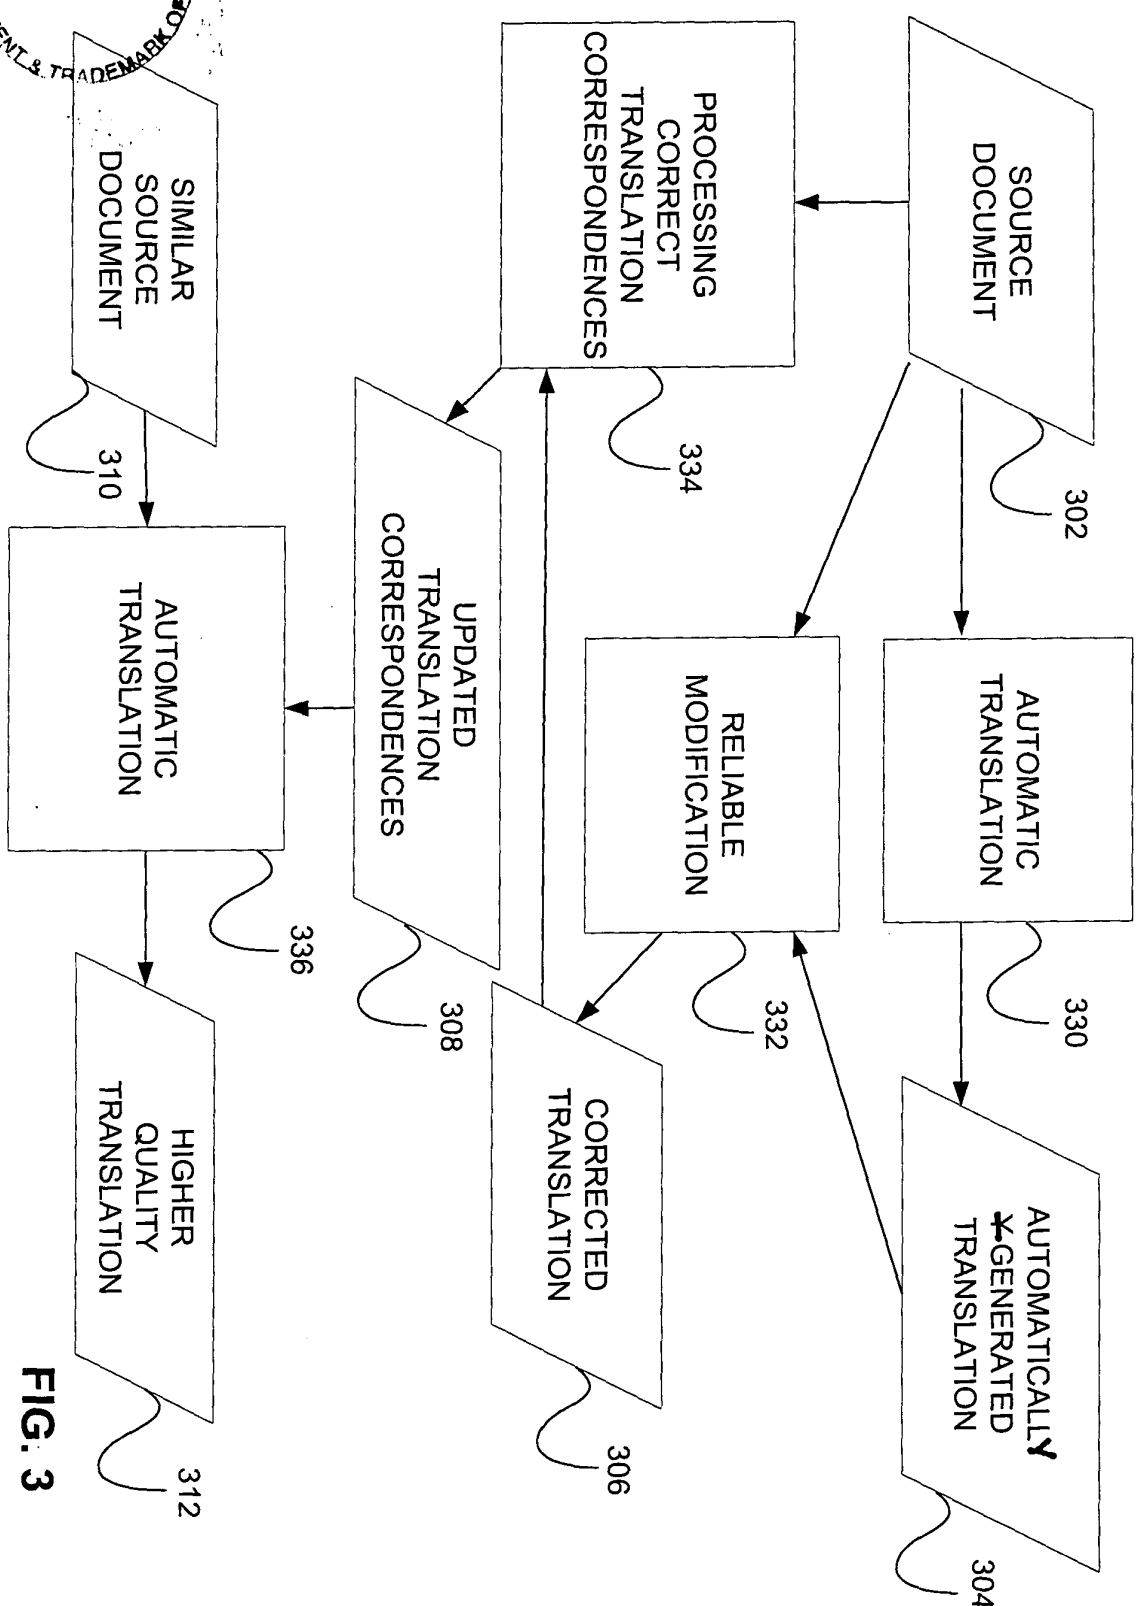 SOURCE
DOCUMENT
302
AUTOMATIC
TRANSLATION
330
AUTOMATICALLY
GENERATED
TRANSLATION
304
PROCESSING
CORRECT
TRANSLATION
CORRESPONDENCES
334
RELIABLE
MODIFICATION
332
CORRECTED
TRANSLATION
306
UPDATED
TRANSLATION
CORRESPONDENCES
308
SIMILAR
SOURCE
DOCUMENT
310
AUTOMATIC
TRANSLATION
336
HIGHER
QUALITY
TRANSLATION
312
FIG. 3
& TRADEMARK